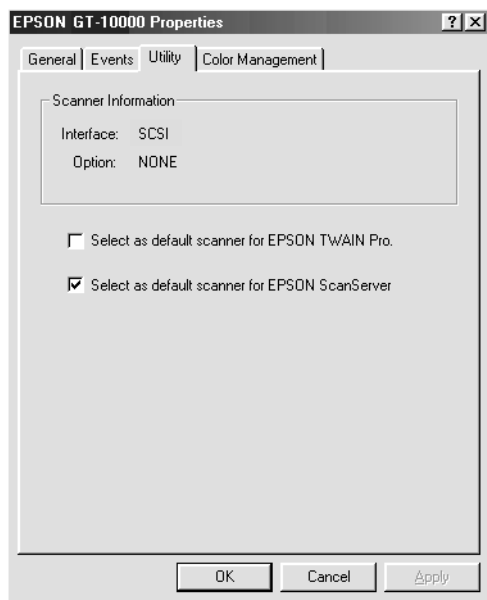 EPSON GT-10000 Properties
General Events Utility Color Management
Scanner Information
Interface: SCSI
Option: NONE
Select as default scanner for EPSON TWAIN Pro.
Select as default scanner for EPSON ScanServer
OK Cancel Apply